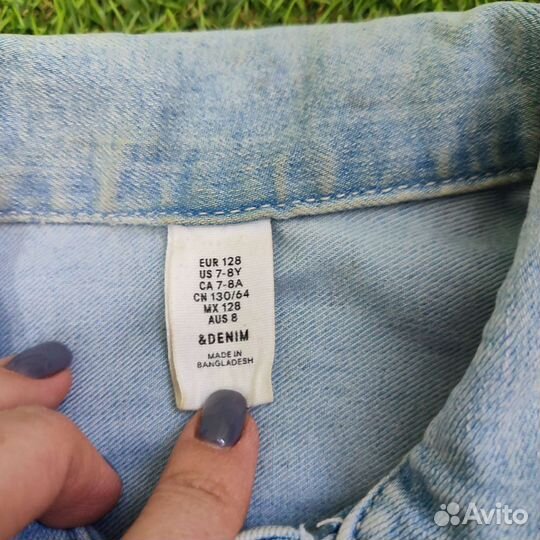 EUR 128
US 7-8Y
CA 7-8A
CN 130/64
MX 128
AUS 8
&DENIM
MADE IN
BANGLADESH
Avito